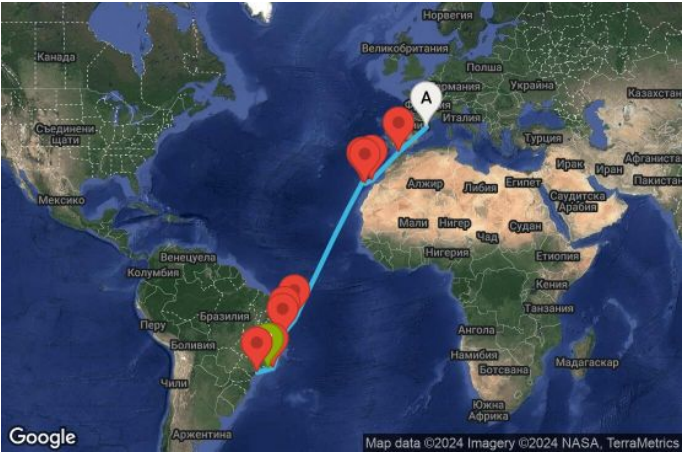 Норвегия
Канада
Великобритания
Полша
Украйна
Казахстан
Италия
Съединени
щати
Турция
Ирак
Иран
Афганиста
Пакистан
Алжир
Либия
Египет
Саудитска
Арабия
Мексико
Мали
Нигер
Чад
Судан
Венецуела
Колумбия
Нигерия
Етиопия
Кения
Перу
Бразилия
Танзания
Боливия
Ангола
Намибия
Ботсвана
Мадагаскар
Чили
Южна
Африка
Аржентина
A
Google
Map data ©2024 Imagery ©2024 NASA, TerraMetrics